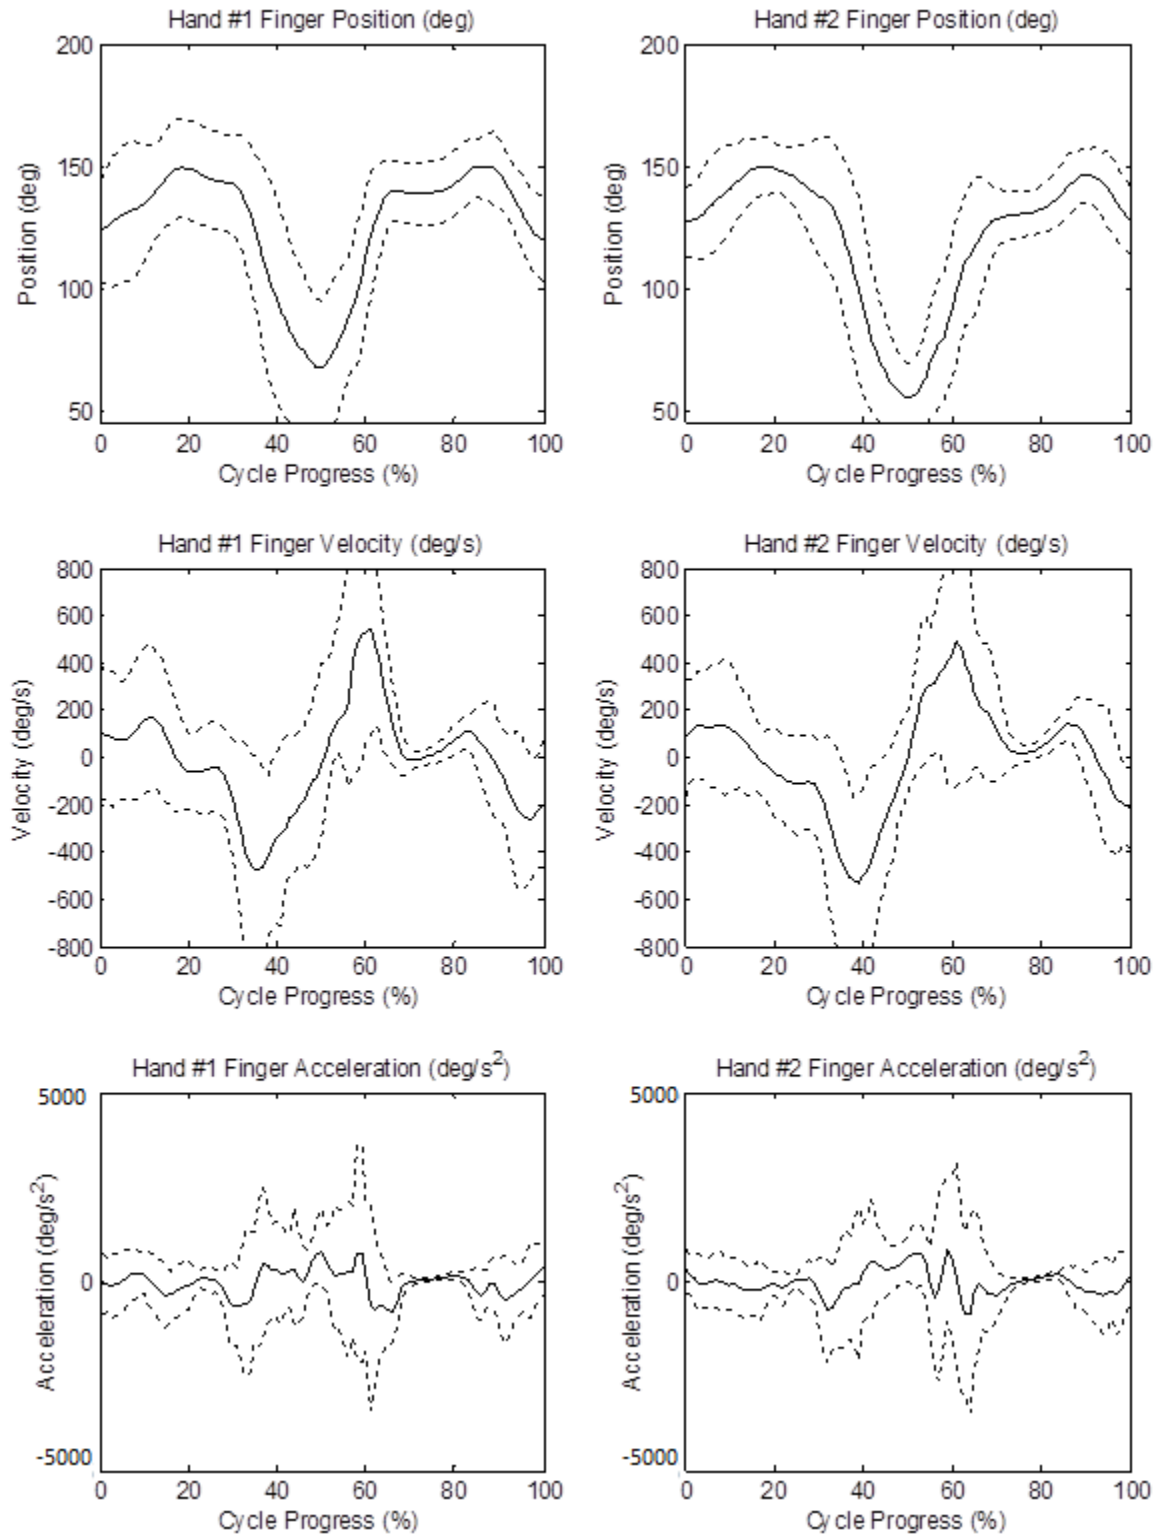 Hand #1 Finger Position (deg)
200
150
100
50
Position (deg)
0 20 40 60 80 100
Cycle Progress (%)
Hand #2 Finger Position (deg)
200
150
100
50
Position (deg)
0 20 40 60 80 100
Cycle Progress (%)
Hand #1 Finger Velocity (deg/s)
800
600
400
200
0
-200
-400
-600
-800
Velocity (deg/s)
0 20 40 60 80 100
Cycle Progress (%)
Hand #2 Finger Velocity (deg/s)
800
600
400
200
0
-200
-400
-600
-800
Velocity (deg/s)
0 20 40 60 80 100
Cycle Progress (%)
Hand #1 Finger Acceleration (deg/s²)
5000
0
-5000
Acceleration (deg/s²)
0 20 40 60 80 100
Cycle Progress (%)
Hand #2 Finger Acceleration (deg/s²)
5000
0
-5000
Acceleration (deg/s²)
0 20 40 60 80 100
Cycle Progress (%)